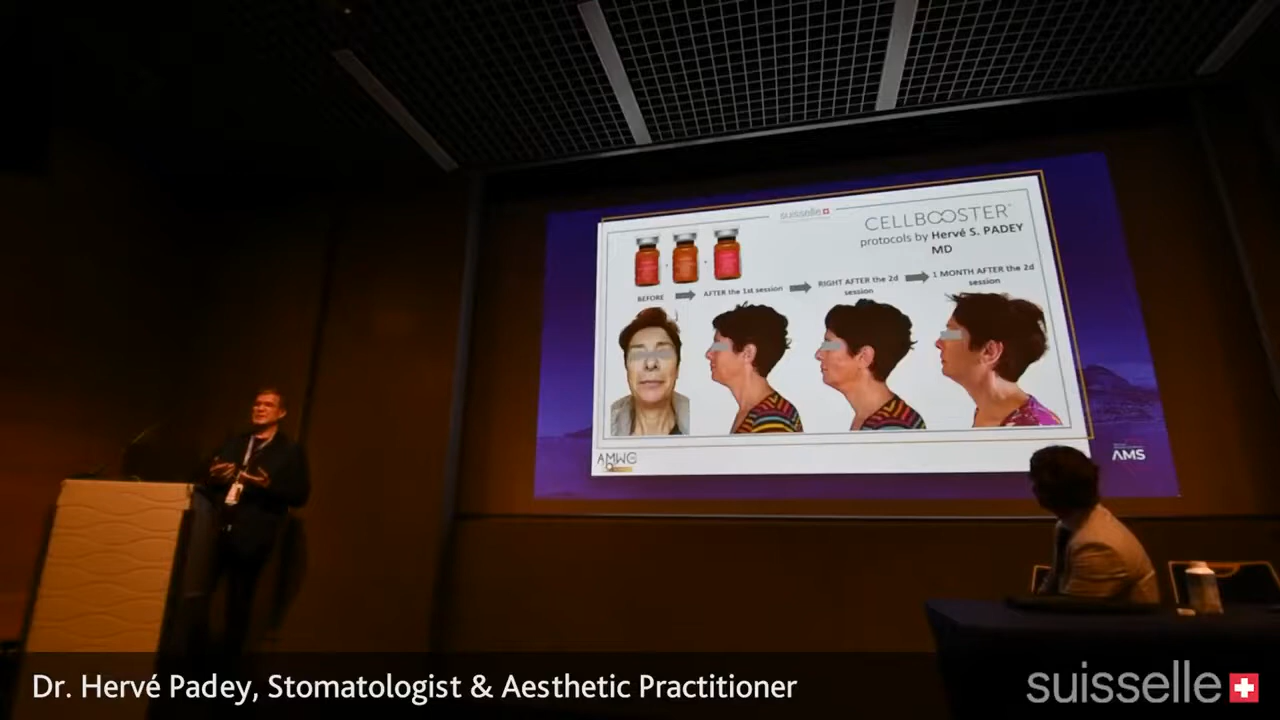 suisselle
CELLBOOSTER®
protocols by Hervé S. PADEY
MD
BEFORE
AFTER the 1st session
RIGHT AFTER the 2d
session
1 MONTH AFTER the 2d
session
AMWC
AMS
Dr. Hervé Padey, Stomatologist & Aesthetic Practitioner
suisselle